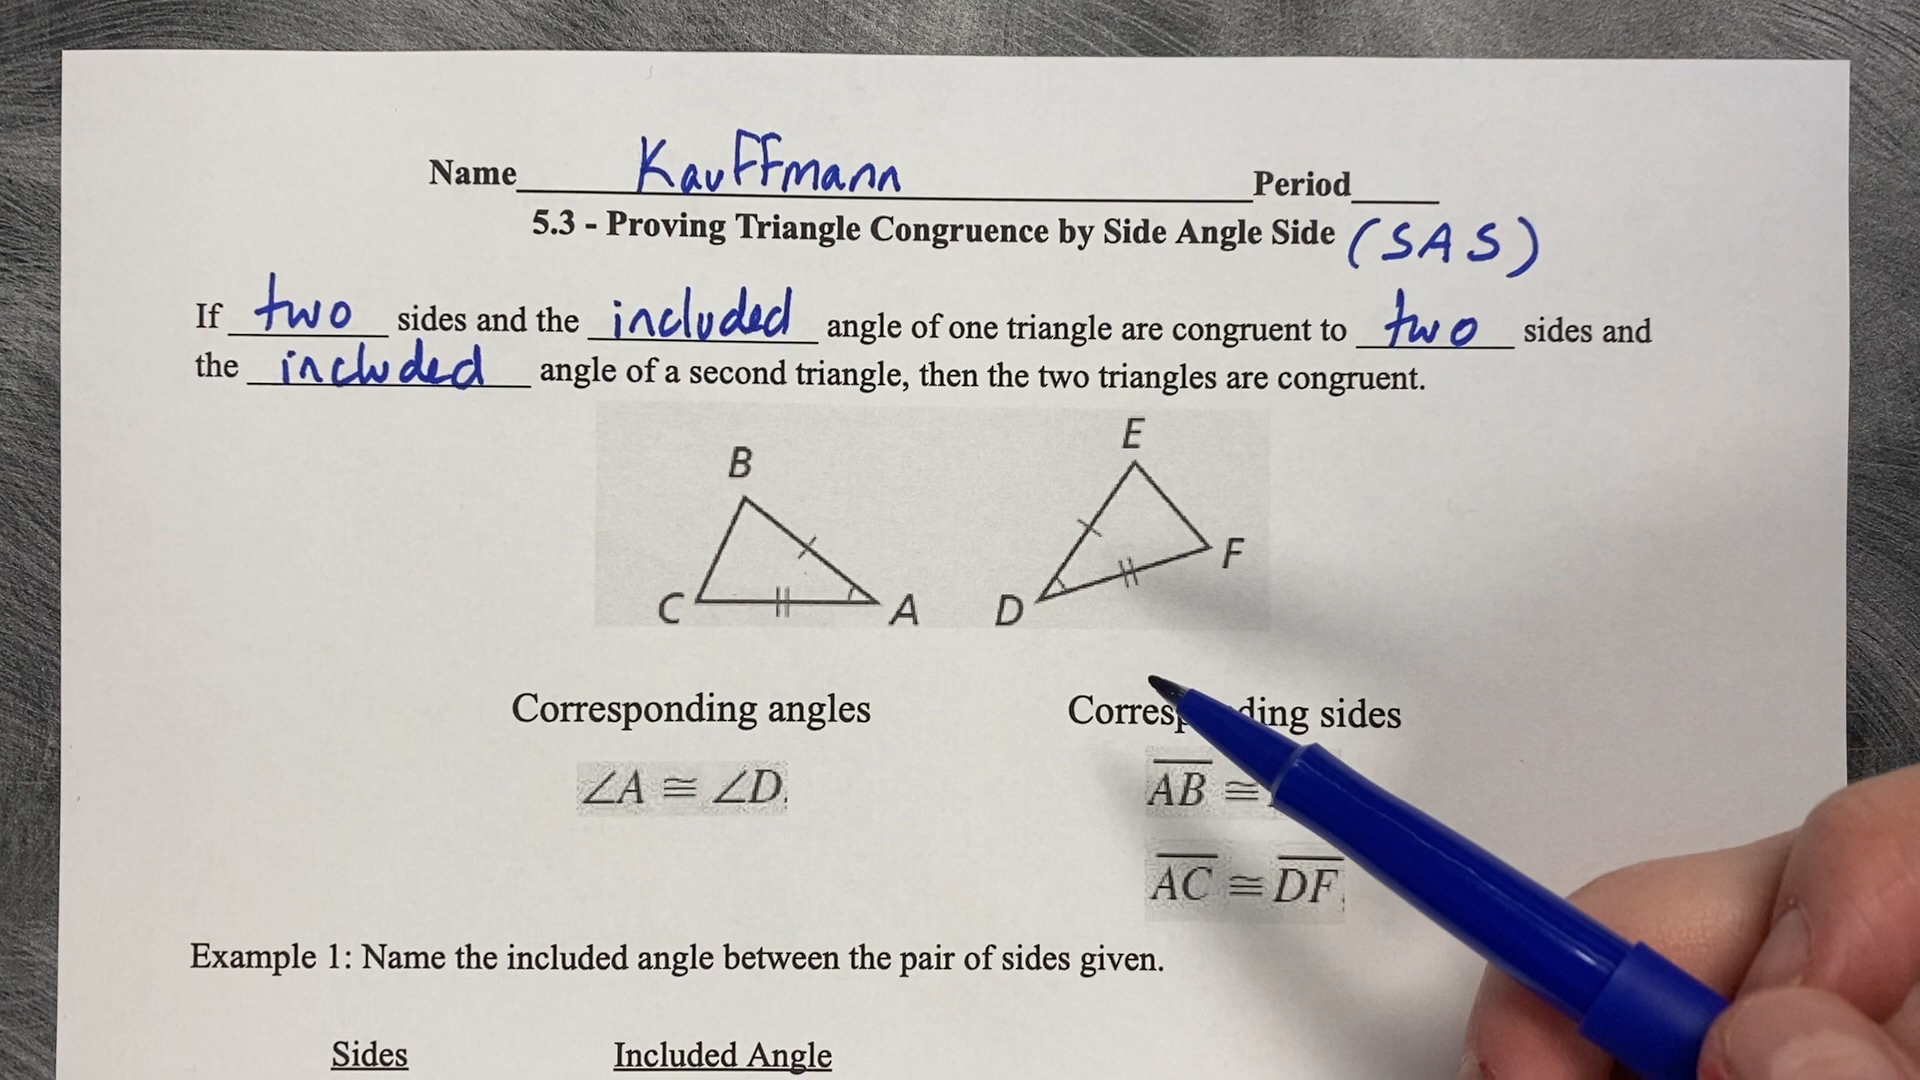 Name Kauffmann Period
5.3 - Proving Triangle Congruence by Side Angle Side (SAS)
If two sides and the included angle of one triangle are congruent to two sides and
the included angle of a second triangle, then the two triangles are congruent.
B
C
A
E
D
F
Corresponding angles
∠A ≅ ∠D
Corresponding sides
AB ≅
AC ≅ DF
Example 1: Name the included angle between the pair of sides given.
Sides Included Angle